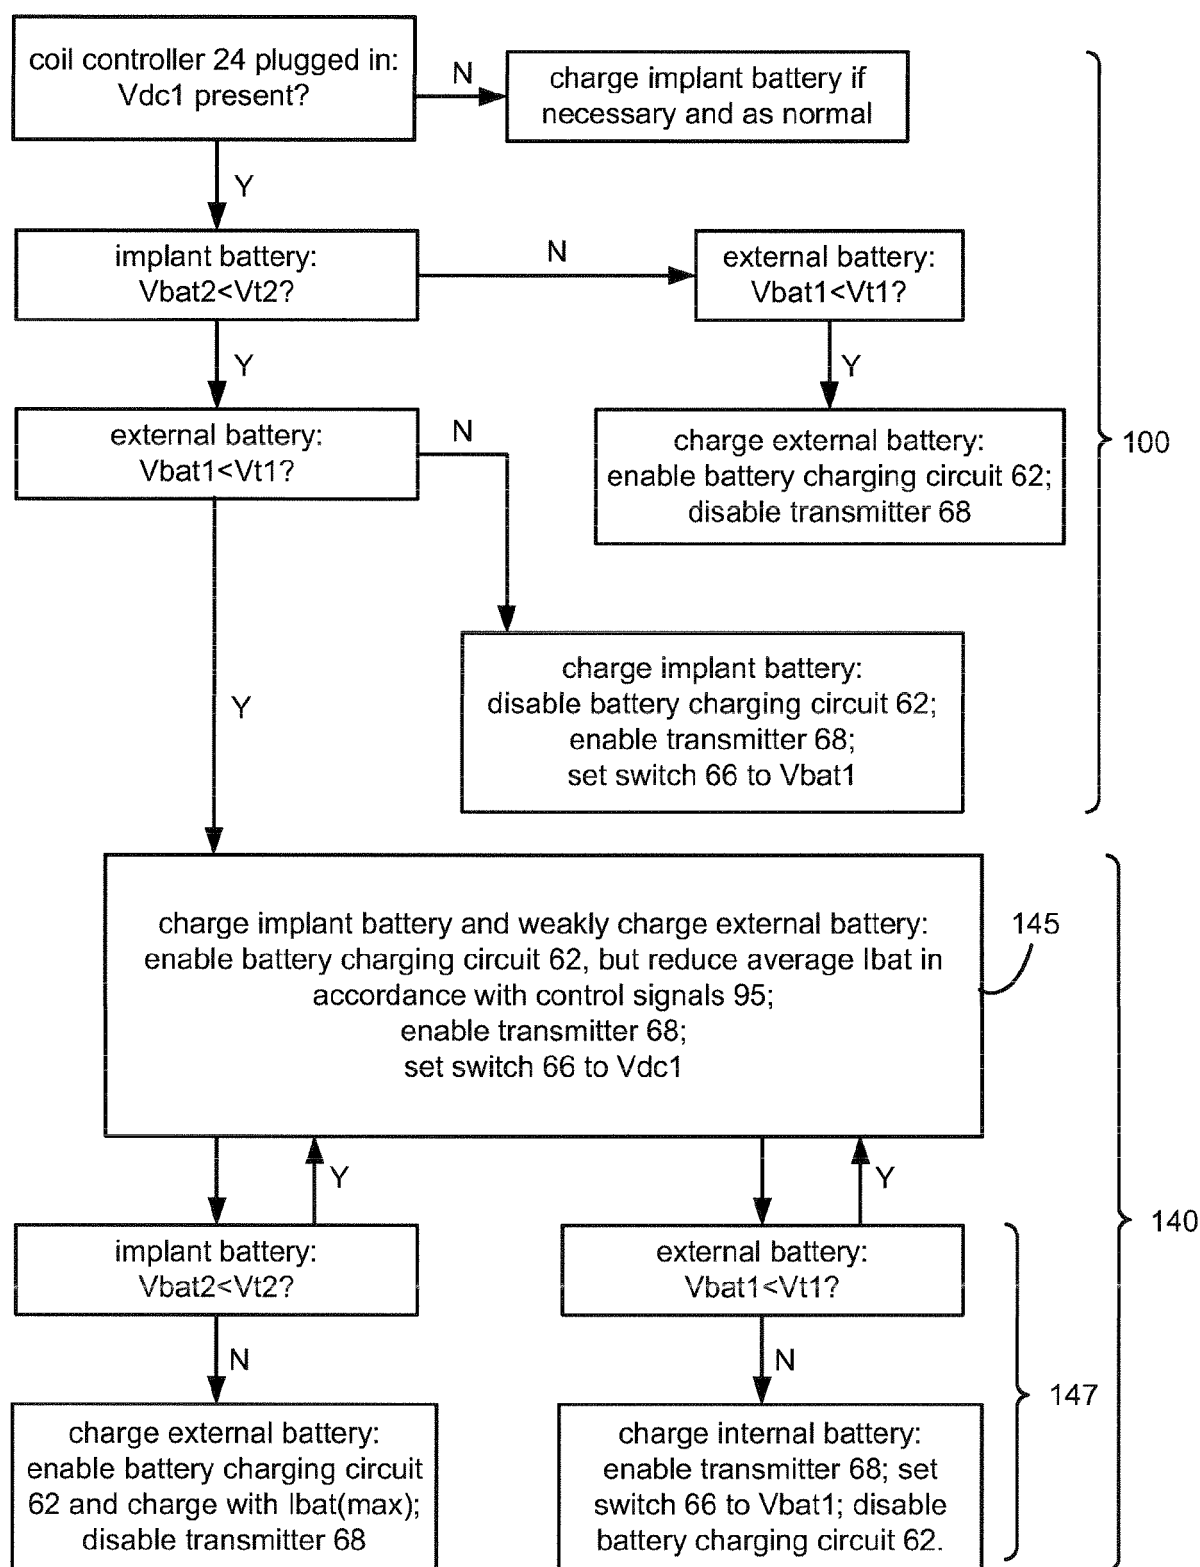 coil controller 24 plugged in:
Vdc1 present?
N
charge implant battery if
necessary and as normal
Y
implant battery:
Vbat2<Vt2?
N
external battery:
Vbat1<Vt1?
Y
Y
external battery:
Vbat1<Vt1?
N
charge external battery:
enable battery charging circuit 62;
disable transmitter 68
100
charge implant battery:
disable battery charging circuit 62;
enable transmitter 68;
set switch 66 to Vbat1
Y
charge implant battery and weakly charge external battery:
enable battery charging circuit 62, but reduce average Ibat in
accordance with control signals 95;
enable transmitter 68;
set switch 66 to Vdc1
145
Y
Y
implant battery:
Vbat2<Vt2?
external battery:
Vbat1<Vt1?
140
N
N
147
charge external battery:
enable battery charging circuit
62 and charge with Ibat(max);
disable transmitter 68
charge internal battery:
enable transmitter 68; set
switch 66 to Vbat1; disable
battery charging circuit 62.